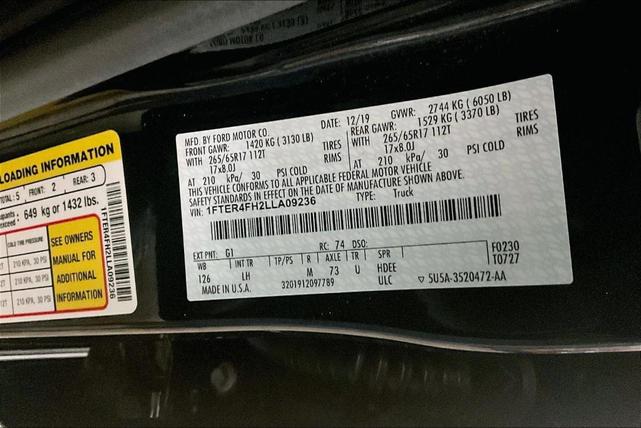 LOADING INFORMATION
TOTAL: 5 FRONT: 2 REAR: 3
649 kg or 1432 lbs.
COLD TIRE PRESSURE
210 KPA, 30 PSI
210 KPA, 30 PSI
210 KPA, 30 PSI
SEE OWNERS
MANUAL FOR
ADDITIONAL
INFORMATION
1FTER4FH2LLA09236
MFD. BY FORD MOTOR CO.
DATE: 12/19 GVWR: 2744 KG ( 6050 LB)
FRONT GAWR: 1420 KG ( 3130 LB) REAR GAWR: 1529 KG ( 3370 LB)
WITH 265/65R17 112T TIRES WITH 265/65R17 112T TIRES
17x8.0J RIMS 17x8.0J RIMS
AT 210 kPa/ 30 PSI COLD AT 210 kPa/ 30 PSI COLD
THIS VEHICLE CONFORMS TO ALL APPLICABLE FEDERAL MOTOR VEHICLE
SAFETY STANDARDS IN EFFECT ON THE DATE OF MANUFACTURE SHOWN ABOVE.
VIN: 1FTER4FH2LLA09236 TYPE: Truck
EXT PNT: G1 RC: 74 DSO: F0230
WB INT TR TP/PS R AXLE TR SPR T0727
126 LH M 73 U HDEE
MADE IN U.S.A. 3201912097789 ULC 5U5A-3520472-AA